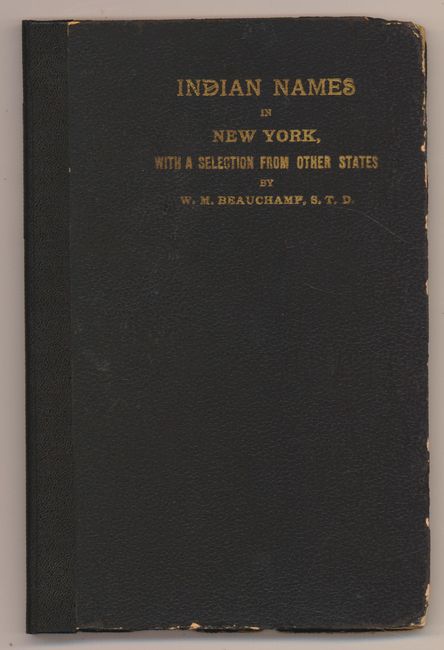 INDIAN NAMES
IN
NEW YORK,
WITH A SELECTION FROM OTHER STATES
BY
W. M. BEAUCHAMP, S. T. D.